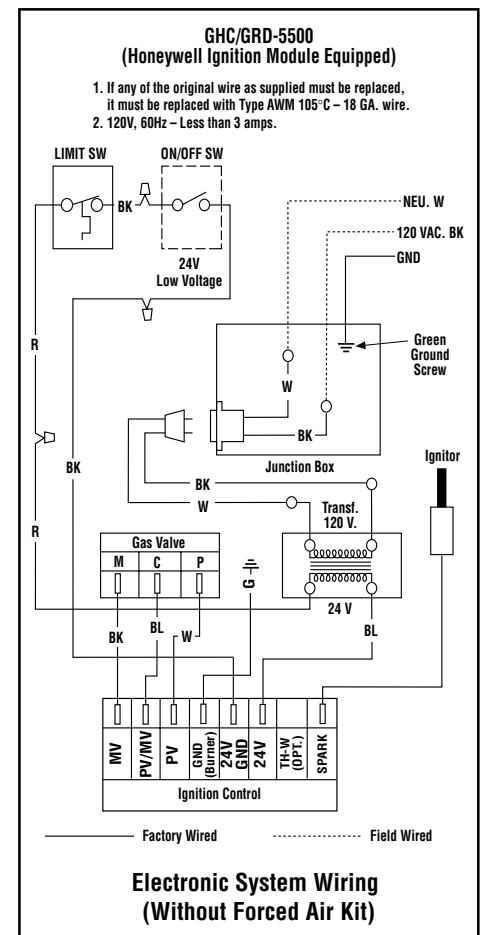 GHC/GRD-5500
(Honeywell Ignition Module Equipped)
1. If any of the original wire as supplied must be replaced,
it must be replaced with Type AWM 105°C – 18 GA. wire.
2. 120V, 60Hz – Less than 3 amps.
LIMIT SW
ON/OFF SW
BK
NEU. W
120 VAC. BK
GND
24V
Low Voltage
Green
Ground
Screw
R
W
BK
BK
Junction Box
Ignitor
BK
W
Transf.
120 V.
R
Gas Valve
M
C
P
G
24 V
BK
BL
W
BL
MV
PV/MV
PV
GND
(Burner)
24V
GND
24V
TH-W
(OPT.)
SPARK
Ignition Control
Factory Wired
Field Wired
Electronic System Wiring
(Without Forced Air Kit)